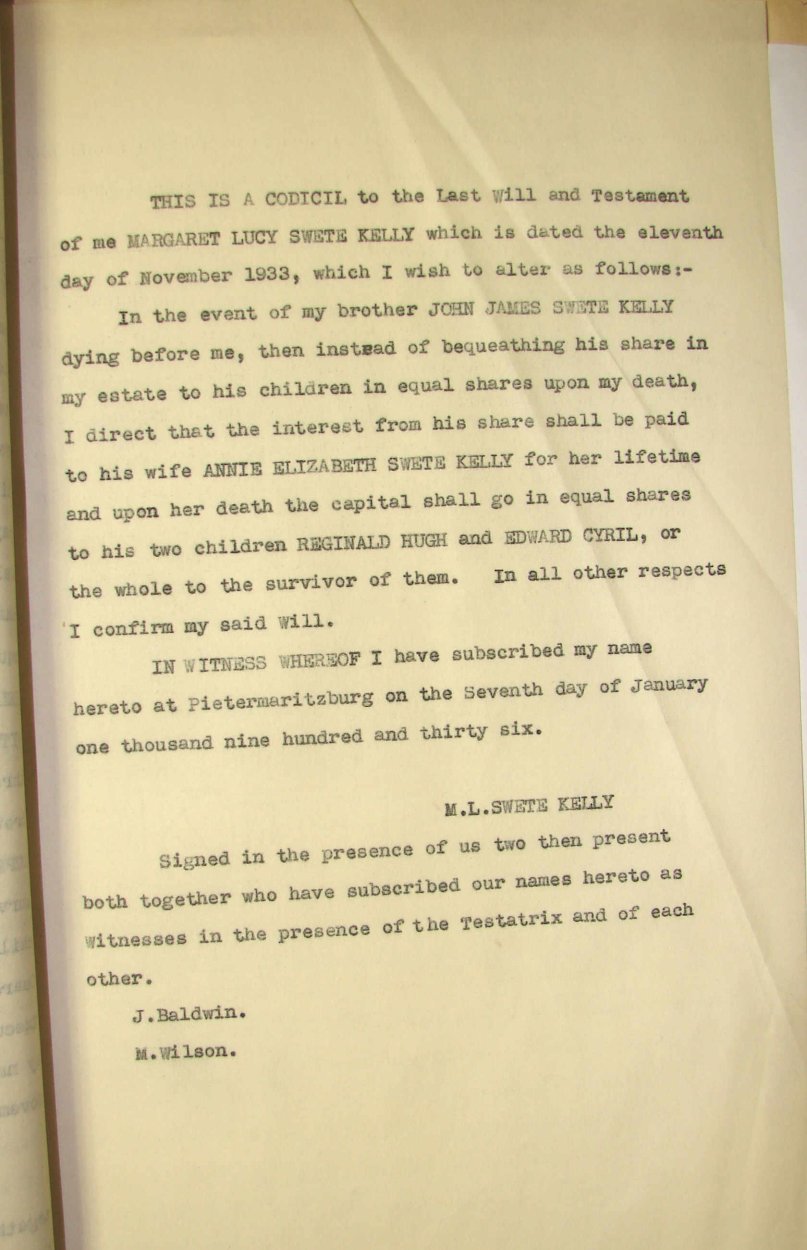 THIS IS A CODICIL to the Last Will and Testament
of me MARGARET LUCY SWETE KELLY which is dated the eleventh
day of November 1933, which I wish to alter as follows:-
In the event of my brother JOHN JAMES SWETE KELLY
dying before me, then instead of bequeathing his share in
my estate to his children in equal shares upon my death,
I direct that the interest from his share shall be paid
to his wife ANNIE ELIZABETH SWETE KELLY for her lifetime
and upon her death the capital shall go in equal shares
to his two children REGINALD HUGH and EDWARD CYRIL, or
the whole to the survivor of them. In all other respects
I confirm my said Will.
IN WITNESS WHEREOF I have subscribed my name
hereto at Pietermaritzburg on the Seventh day of January
one thousand nine hundred and thirty six.
M.L.SWETE KELLY
Signed in the presence of us two then present
both together who have subscribed our names hereto as
witnesses in the presence of the Testatrix and of each
other.
J.Baldwin.
M.Wilson.